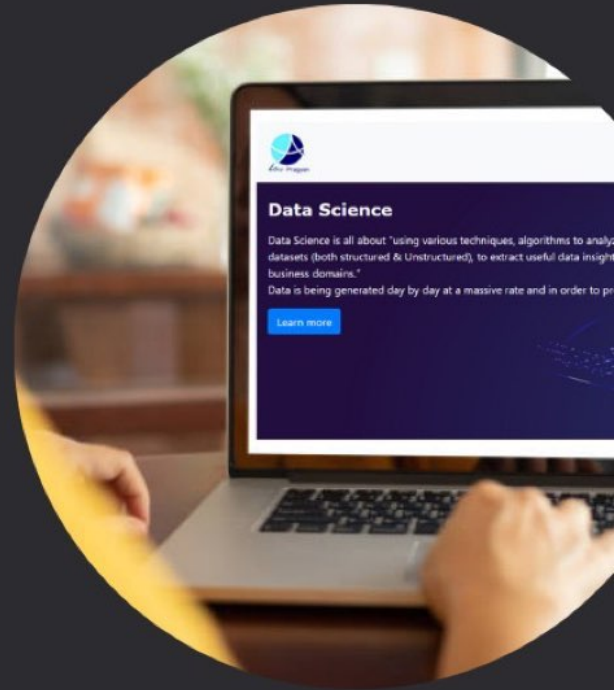 Data Science
Data Science is all about "using various techniques, algorithms to analyz
datasets (both structured & Unstructured), to extract useful data insight
business domains."
Data is being generated day by day at a massive rate and in order to pr
Learn more